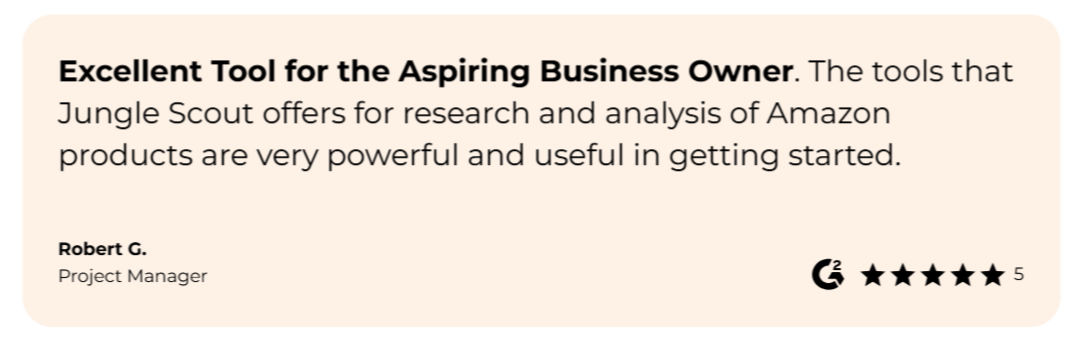 Excellent Tool for the Aspiring Business Owner. The tools that
Jungle Scout offers for research and analysis of Amazon
products are very powerful and useful in getting started.
Robert G.
Project Manager
G2 ★★★★★ 5